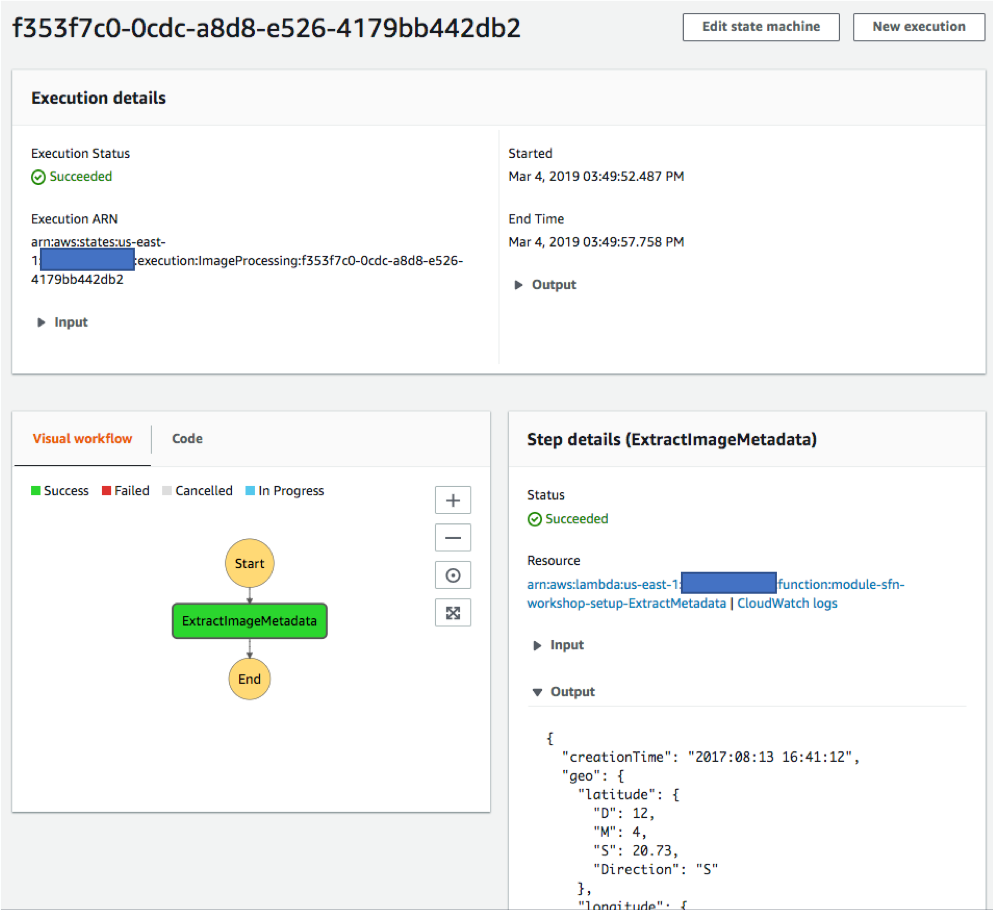 f353f7c0-0cdc-a8d8-e526-4179bb442db2
Edit state machine
New execution
Execution details
Execution Status
Succeeded
Execution ARN
arn:aws:states:us-east-
1: :execution:ImageProcessing:f353f7c0-0cdc-a8d8-e526-
4179bb442db2
Input
Started
Mar 4, 2019 03:49:52.487 PM
End Time
Mar 4, 2019 03:49:57.758 PM
Output
Visual workflow
Code
Success Failed Cancelled In Progress
Start
ExtractImageMetadata
End
Step details (ExtractImageMetadata)
Status
Succeeded
Resource
arn:aws:lambda:us-east-1: function:module-sfn-
workshop-setup-ExtractMetadata | CloudWatch logs
Input
Output
{
"creationTime": "2017:08:13 16:41:12",
"geo": {
"latitude": {
"D": 12,
"M": 4,
"S": 20.73,
"Direction": "S"
},
"longitude": {